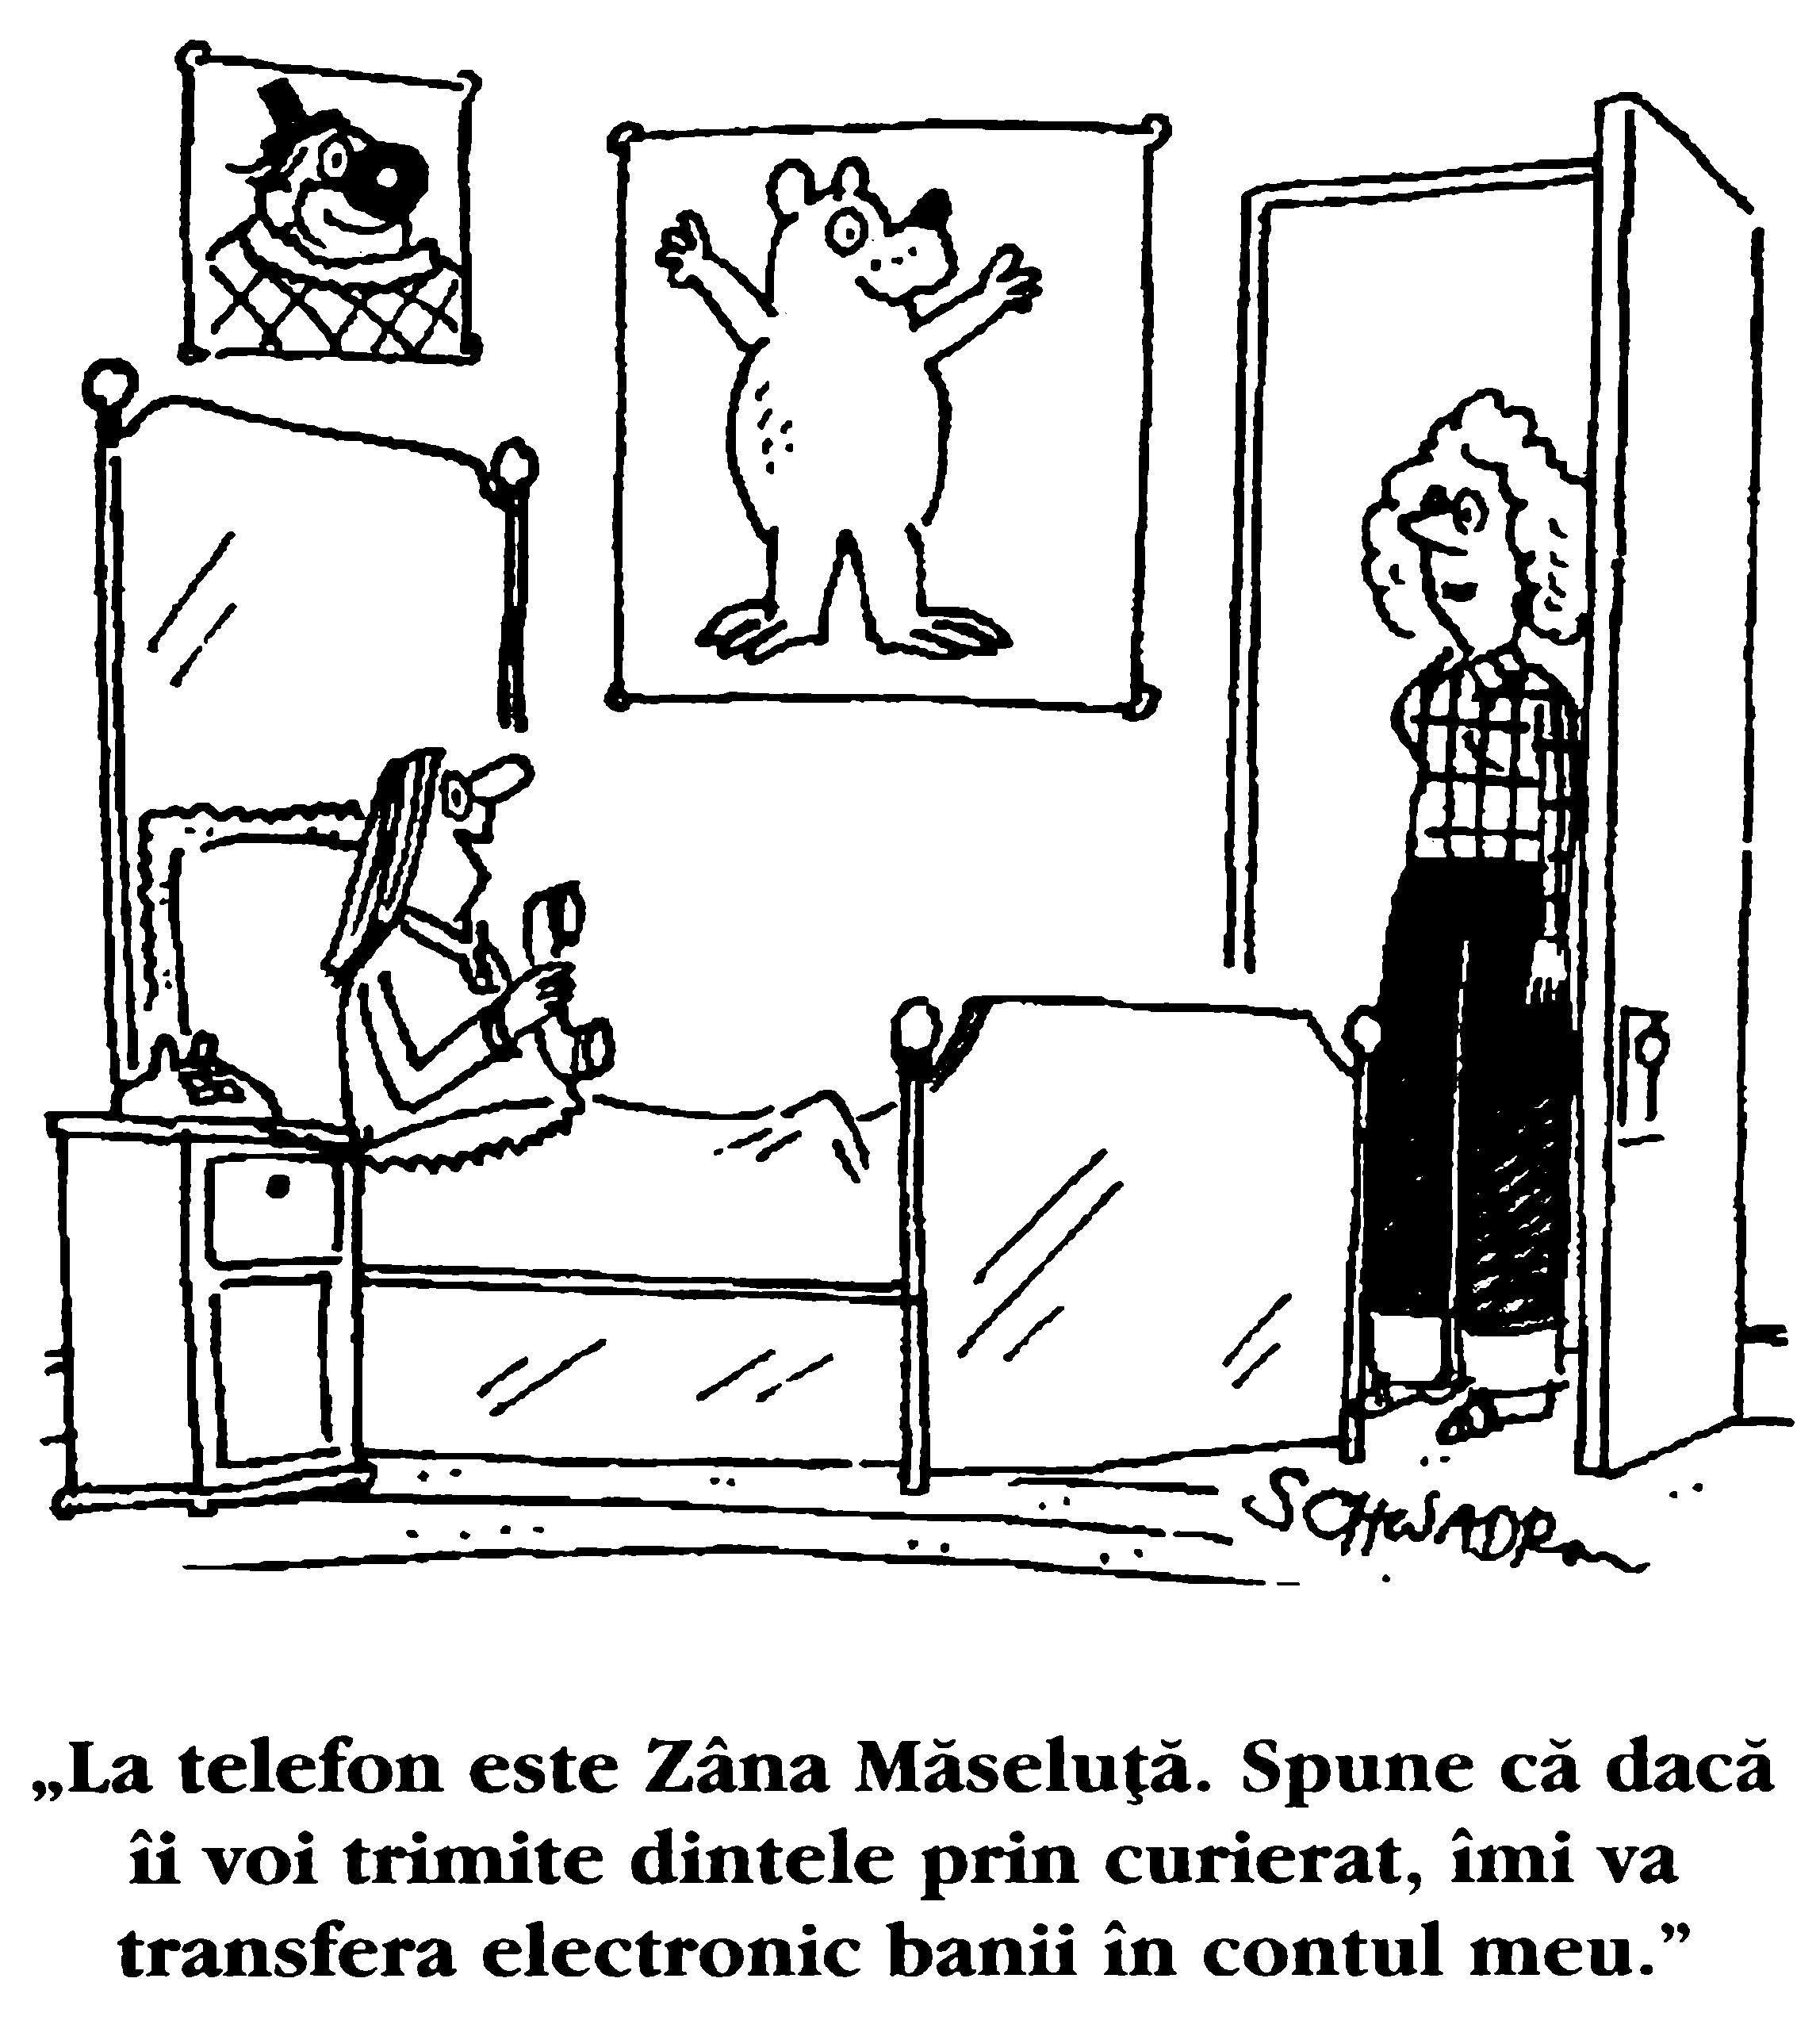 SCHWADRON
„La telefon este Zâna Măseluţă. Spune că dacă
îi voi trimite dintele prin curierat, îmi va
transfera electronic banii în contul meu.”